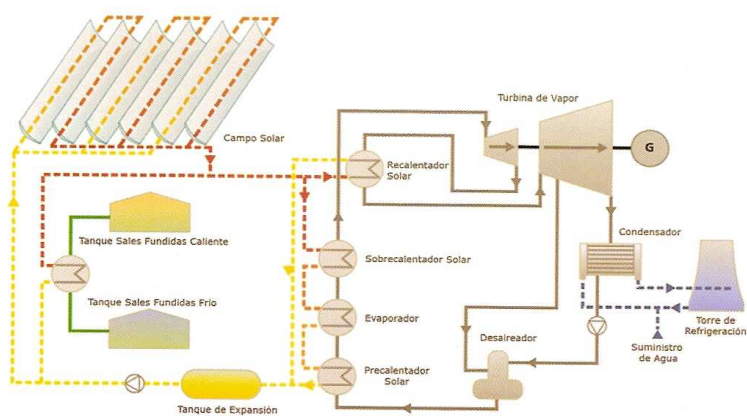 Turbina de Vapor
Campo Solar
G
Recalentador
Solar
Tanque Sales Fundidas Caliente
Condensador
Sobrecalentador Solar
Tanque Sales Fundidas Frío
Evaporador
Torre de
Refrigeración
Desaireador
Suministro
de Agua
Precalentador
Solar
Tanque de Expansión